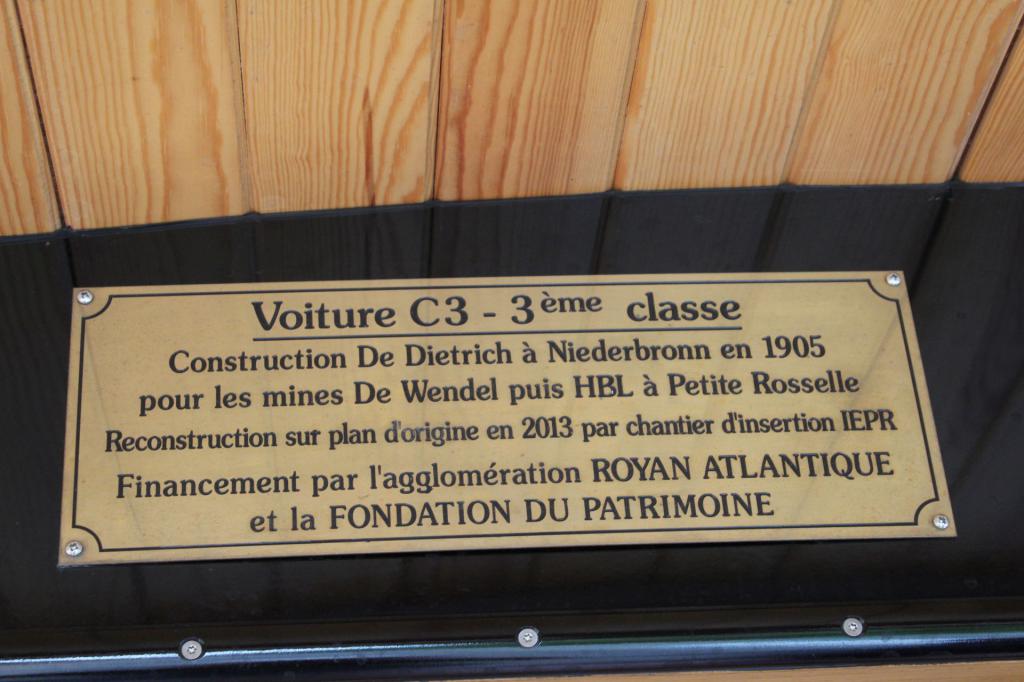 Voiture C3 - 3ème classe
Construction De Dietrich à Niederbronn en 1905
pour les mines De Wendel puis HBL à Petite Rosselle
Reconstruction sur plan d'origine en 2013 par chantier d'insertion IEPR
Financement par l'agglomération ROYAN ATLANTIQUE
et la FONDATION DU PATRIMOINE